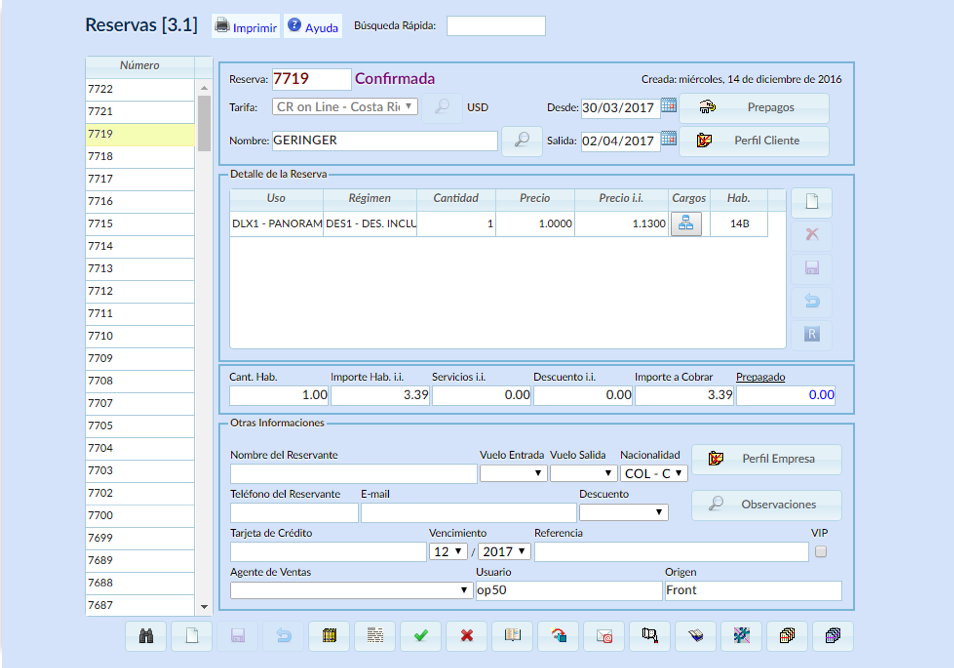 Reservas [3.1] Imprimir Ayuda Búsqueda Rápida:
Número
7722
7721
7719
7718
7717
7716
7715
7714
7713
7712
7711
7710
7709
7708
7707
7705
7704
7703
7702
7700
7699
7689
7688
7687
Reserva: 7719 Confirmada Creada: miércoles, 14 de diciembre de 2016
Tarifa: CR on Line - Costa Ric USD Desde: 30/03/2017 Prepagos
Nombre: GERINGER Salida: 02/04/2017 Perfil Cliente
Detalle de la Reserva
Uso Régimen Cantidad Precio Precio i.i. Cargos Hab.
DLX1 - PANORAM DES1 - DES. INCLU 1 1.0000 1.1300 14B
R
Cant. Hab. Importe Hab. i.i. Servicios i.i. Descuento i.i. Importe a Cobrar Prepagado
1.00 3.39 0.00 0.00 3.39 0.00
Otras Informaciones
Nombre del Reservante Vuelo Entrada Vuelo Salida Nacionalidad Perfil Empresa
COL - C
Teléfono del Reservante E-mail Descuento Observaciones
Tarjeta de Crédito Vencimiento Referencia VIP
12 / 2017
Agente de Ventas Usuario Origen
op50 Front